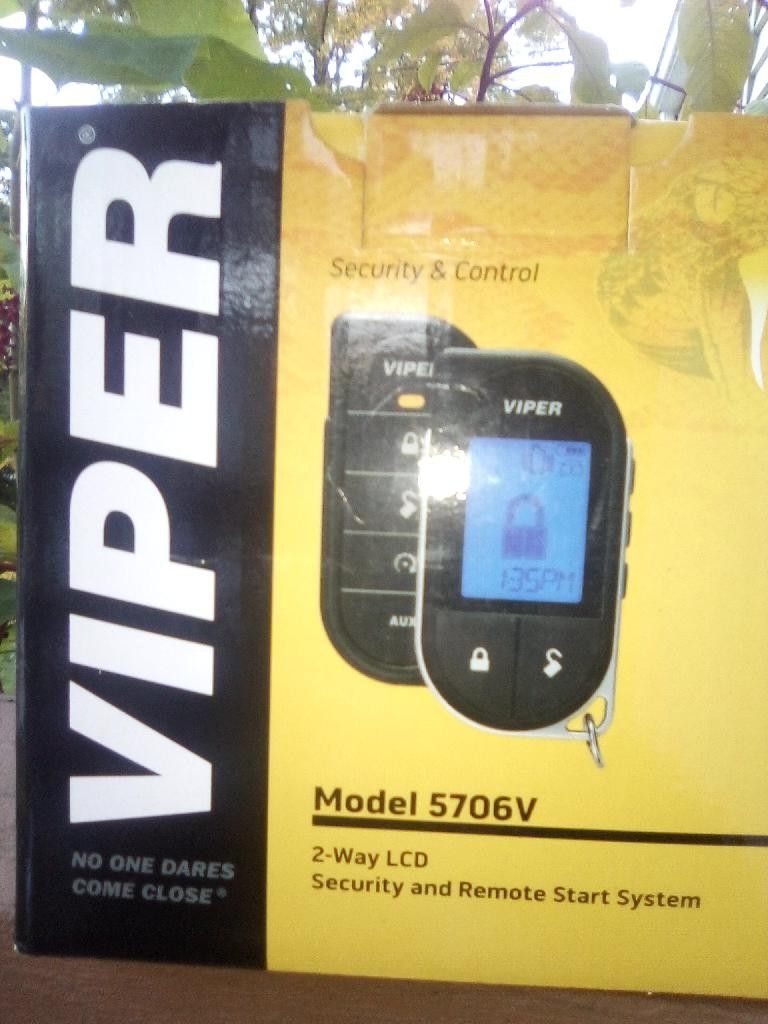 VIPER®
NO ONE DARES
COME CLOSE®
Security & Control
VIPE
AUX
VIPER
1:35PM
Model 5706V
2-Way LCD
Security and Remote Start System